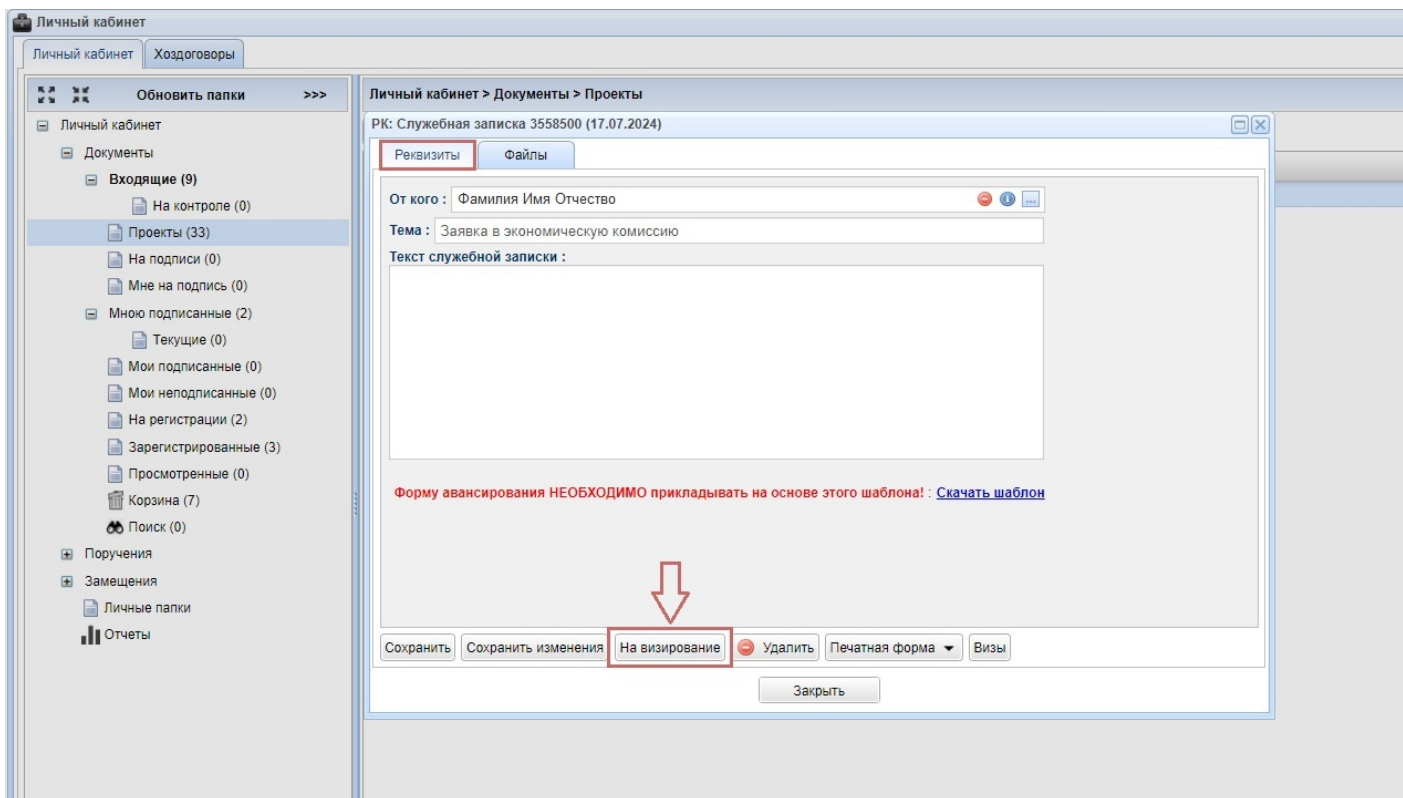 Личный кабинет
Личный кабинет Хоздоговоры
Обновить папки >>>
Личный кабинет
Документы
Входящие (9)
На контроле (0)
Проекты (33)
На подписи (0)
Мне на подпись (0)
Мною подписанные (2)
Текущие (0)
Мои подписанные (0)
Мои неподписанные (0)
На регистрации (2)
Зарегистрированные (3)
Просмотренные (0)
Корзина (7)
Поиск (0)
Поручения
Замещения
Личные папки
Отчеты
Личный кабинет > Документы > Проекты
РК: Служебная записка 3558500 (17.07.2024)
Реквизиты Файлы
От кого : Фамилия Имя Отчество ...
Тема : Заявка в экономическую комиссию
Текст служебной записки :
Форму авансирования НЕОБХОДИМО прикладывать на основе этого шаблона! : Скачать шаблон
Сохранить Сохранить изменения На визирование Удалить Печатная форма Визы
Закрыть